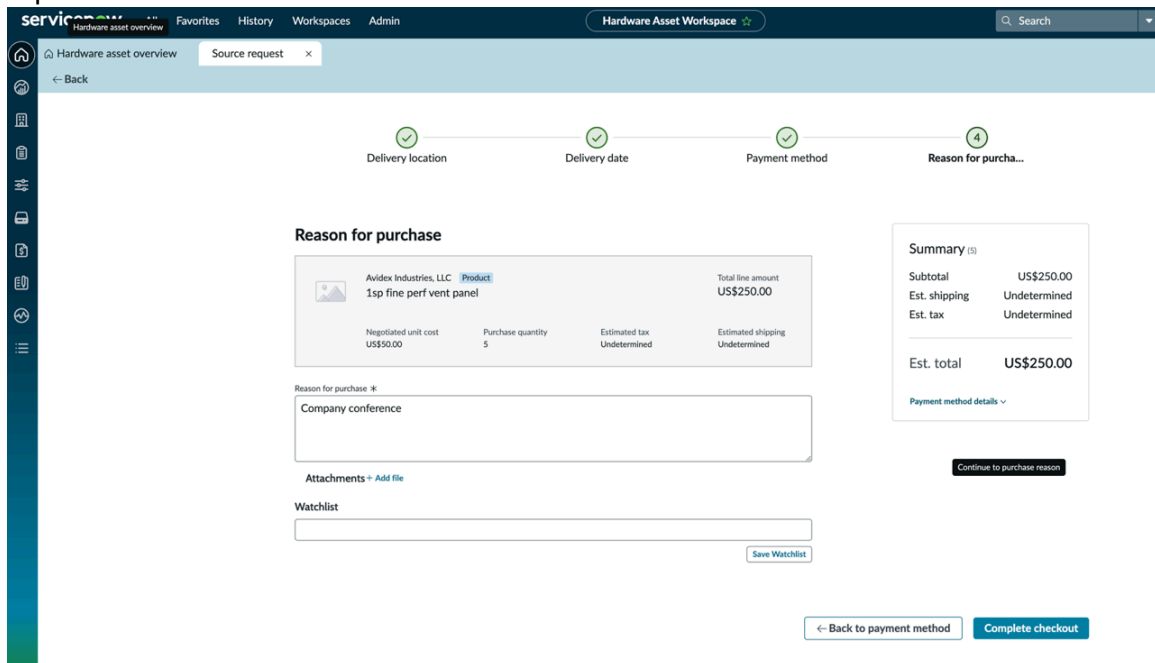 servicenow All Favorites History Workspaces Admin Hardware Asset Workspace ☆ Search
Hardware asset overview
Hardware asset overview Source request ×
← Back
Delivery location Delivery date Payment method 4 Reason for purcha...
Reason for purchase
Avidex Industries, LLC Product Total line amount
1sp fine perf vent panel US$250.00
Negotiated unit cost Purchase quantity Estimated tax Estimated shipping
US$50.00 5 Undetermined Undetermined
Reason for purchase *
Company conference
Attachments + Add file
Watchlist
Save Watchlist
Summary (5)
Subtotal US$250.00
Est. shipping Undetermined
Est. tax Undetermined
Est. total US$250.00
Payment method details
Continue to purchase reason
← Back to payment method Complete checkout